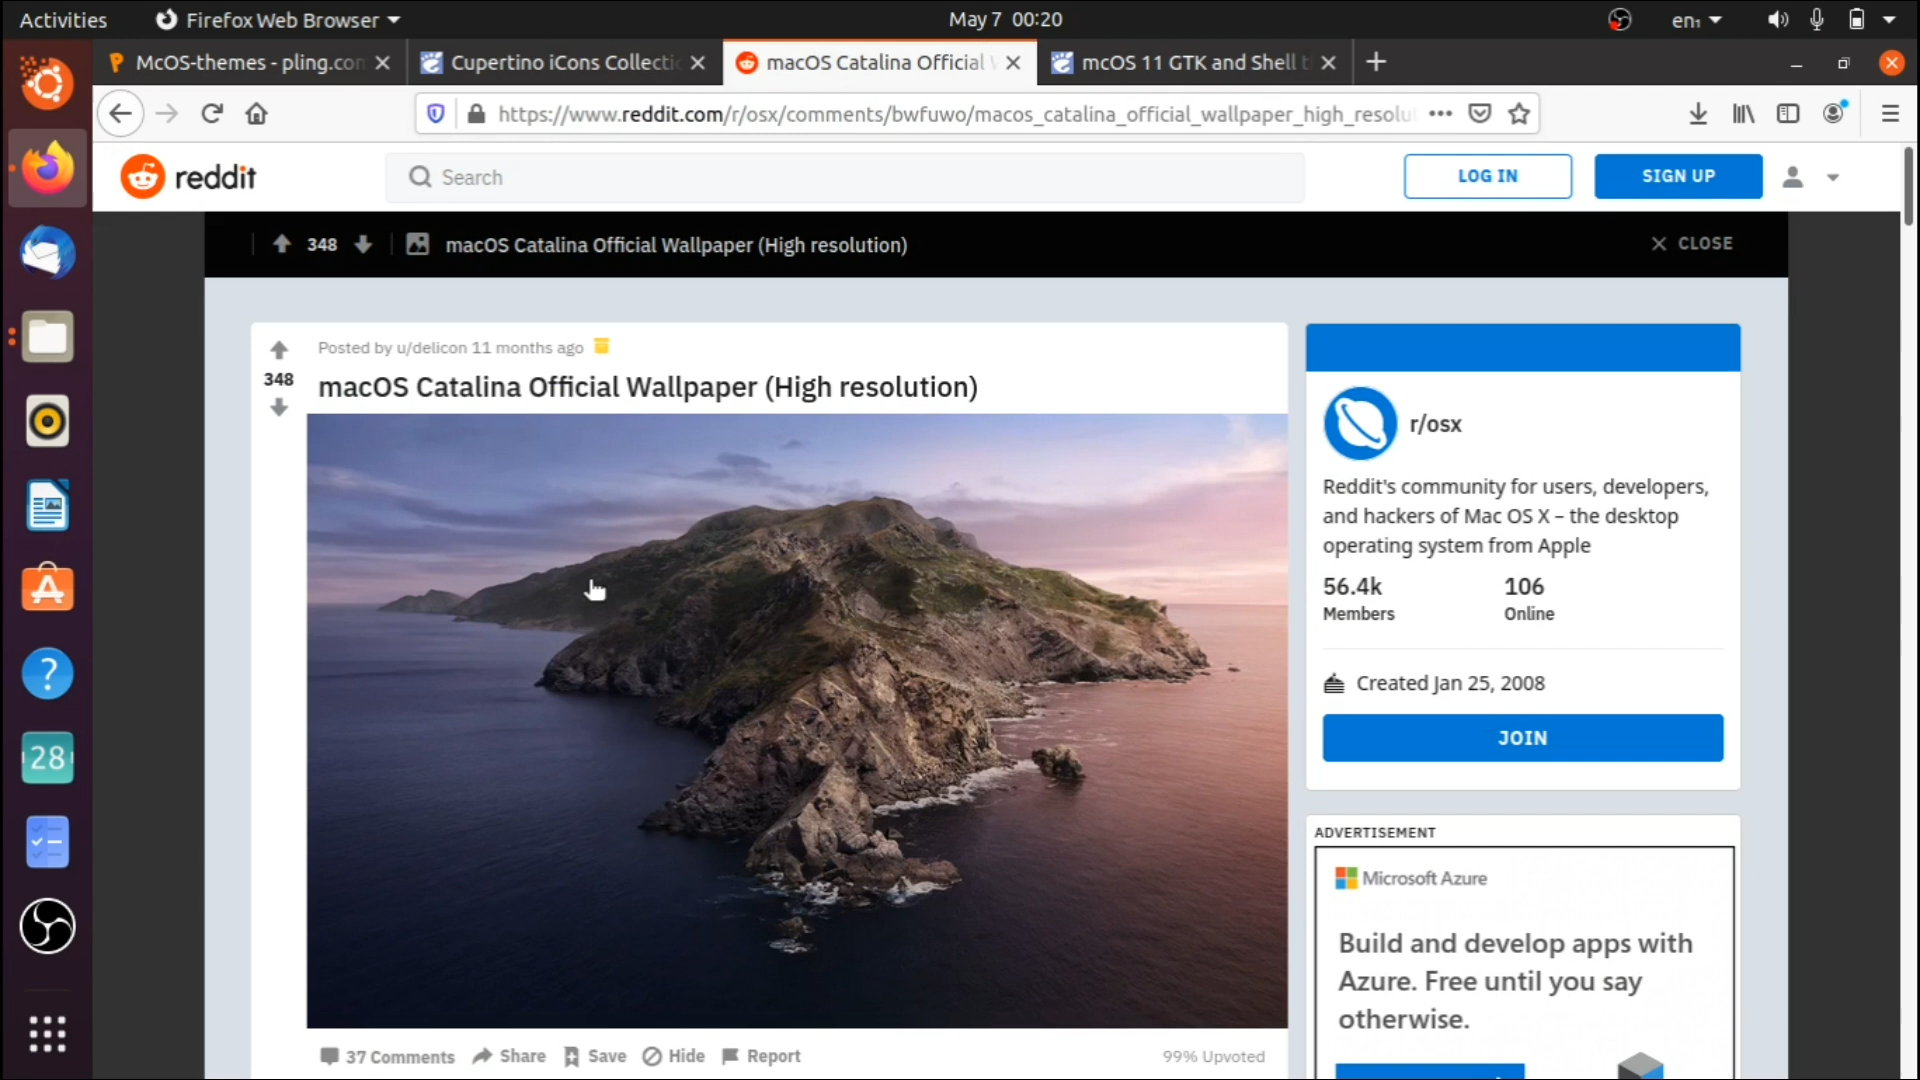 Activities
Firefox Web Browser
May 7 00:20
en₁
McOS-themes - pling.com
Cupertino iCons Collecti
macOS Catalina Official
mcOS 11 GTK and Shell t
https://www.reddit.com/r/osx/comments/bwfuwo/macos_catalina_official_wallpaper_high_resolu
reddit
Search
LOG IN
SIGN UP
348
macOS Catalina Official Wallpaper (High resolution)
CLOSE
Posted by u/delicon 11 months ago
348
macOS Catalina Official Wallpaper (High resolution)
r/osx
Reddit's community for users, developers,
and hackers of Mac OS X – the desktop
operating system from Apple
56.4k
106
Members
Online
Created Jan 25, 2008
JOIN
28
ADVERTISEMENT
Microsoft Azure
Build and develop apps with
Azure. Free until you say
otherwise.
37 Comments
Share
Save
Hide
Report
99% Upvoted